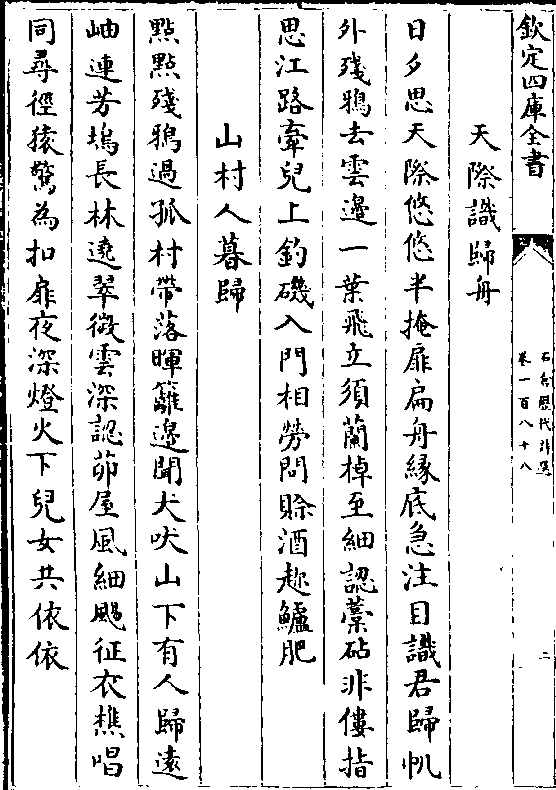 欽定四庫全書
石倉歷代詩選
卷一百八十八
二
天際識歸舟
日夕思天際悠悠半掩扉扁舟緣底急注目識君歸帆
外殘鴉去雲邊一葉飛立須蘭棹至細認藁砧非僂指
思江路牽兒上釣磯入門相勞問賒酒趂鱸肥
山村人暮歸
點點殘鴉過孤村帶落暉籬邊聞犬吠山下有人歸遠
岫連芳塢長林遶翠微雲深認茆屋風細颺征衣樵唱
同尋徑猿驚為扣扉夜深燈火下兒女共依依